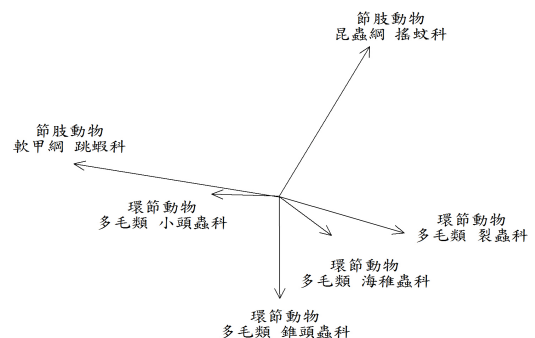 節肢動物
昆蟲綱 搖蚊科
節肢動物
軟甲綱 跳蝦科
環節動物
多毛類 小頭蟲科
環節動物
多毛類 裂蟲科
環節動物
多毛類 海稚蟲科
環節動物
多毛類 錐頭蟲科